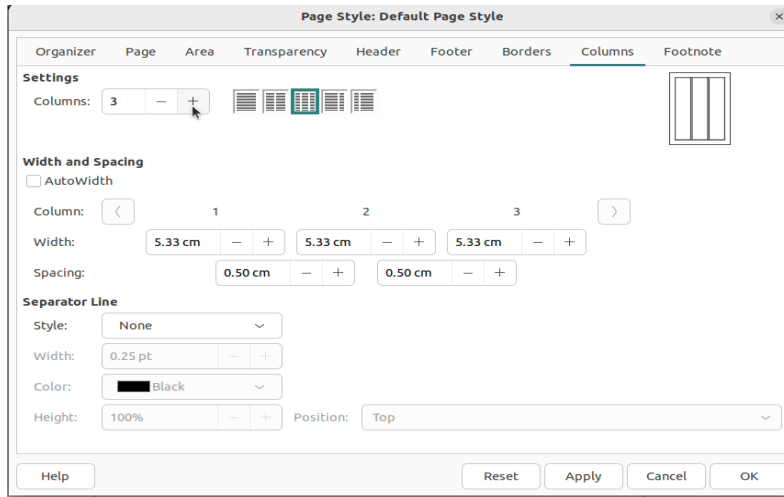 Page Style: Default Page Style
Organizer Page Area Transparency Header Footer Borders Columns Footnote
Settings
Columns: 3
Width and Spacing
AutoWidth
Column: 1 2 3
Width: 5.33 cm 5.33 cm 5.33 cm
Spacing: 0.50 cm 0.50 cm
Separator Line
Style: None
Width: 0.25 pt
Color: Black
Height: 100% Position: Top
Help Reset Apply Cancel OK